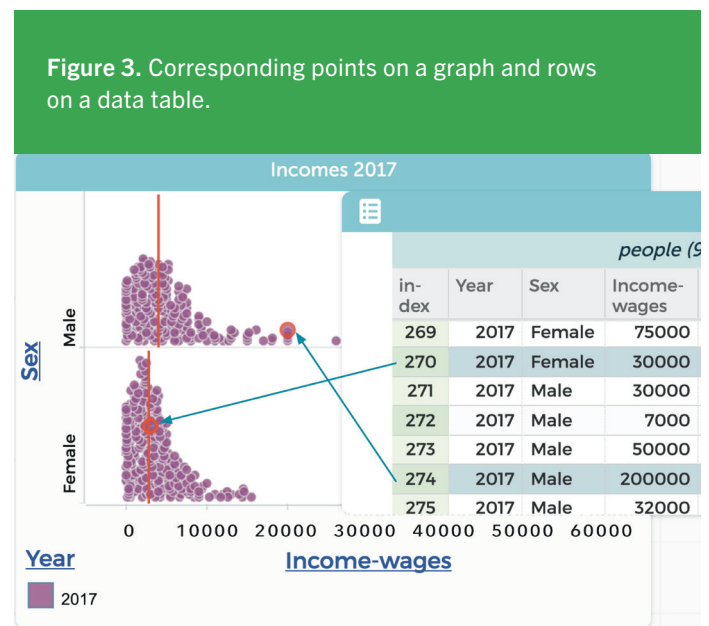 Figure 3. Corresponding points on a graph and rows
on a data table.
Incomes 2017
people (9
in-
dex Year Sex Income-
wages
269 2017 Female 75000
270 2017 Female 30000
271 2017 Male 30000
272 2017 Male 7000
273 2017 Male 50000
274 2017 Male 200000
275 2017 Male 32000
Sex
Male
Female
0 10000 20000 30000 40000 50000 60000
Year
Income-wages
2017